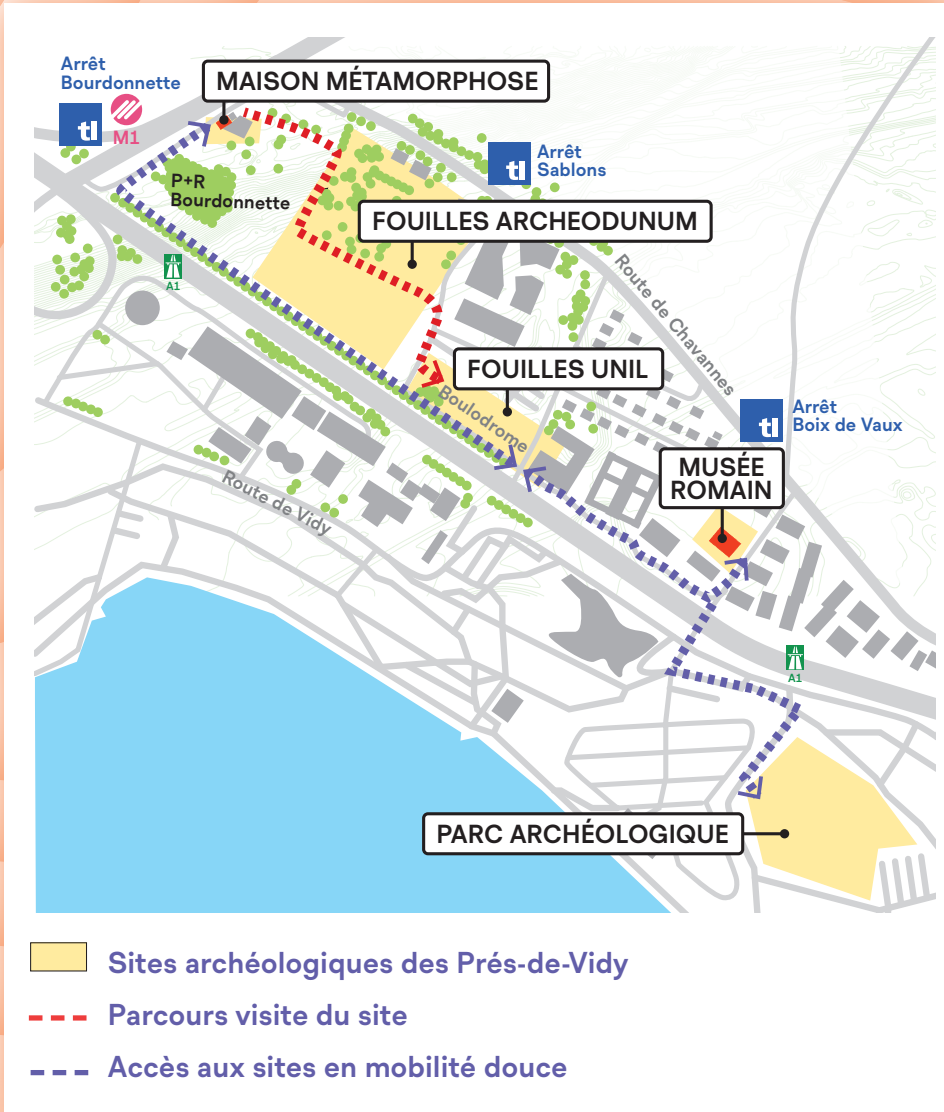 Arrêt
Bourdonnette
tl
M1
MAISON MÉTAMORPHOSE
P+R
Bourdonnette
tl
Arrêt
Sablons
FOUILLES ARCHEODUNUM
A1
Route de Chavannes
FOUILLES UNIL
Boulodrome
tl
Arrêt
Boix de Vaux
MUSÉE
ROMAIN
Route de Vidy
A1
PARC ARCHÉOLOGIQUE
Sites archéologiques des Prés-de-Vidy
Parcours visite du site
Accès aux sites en mobilité douce